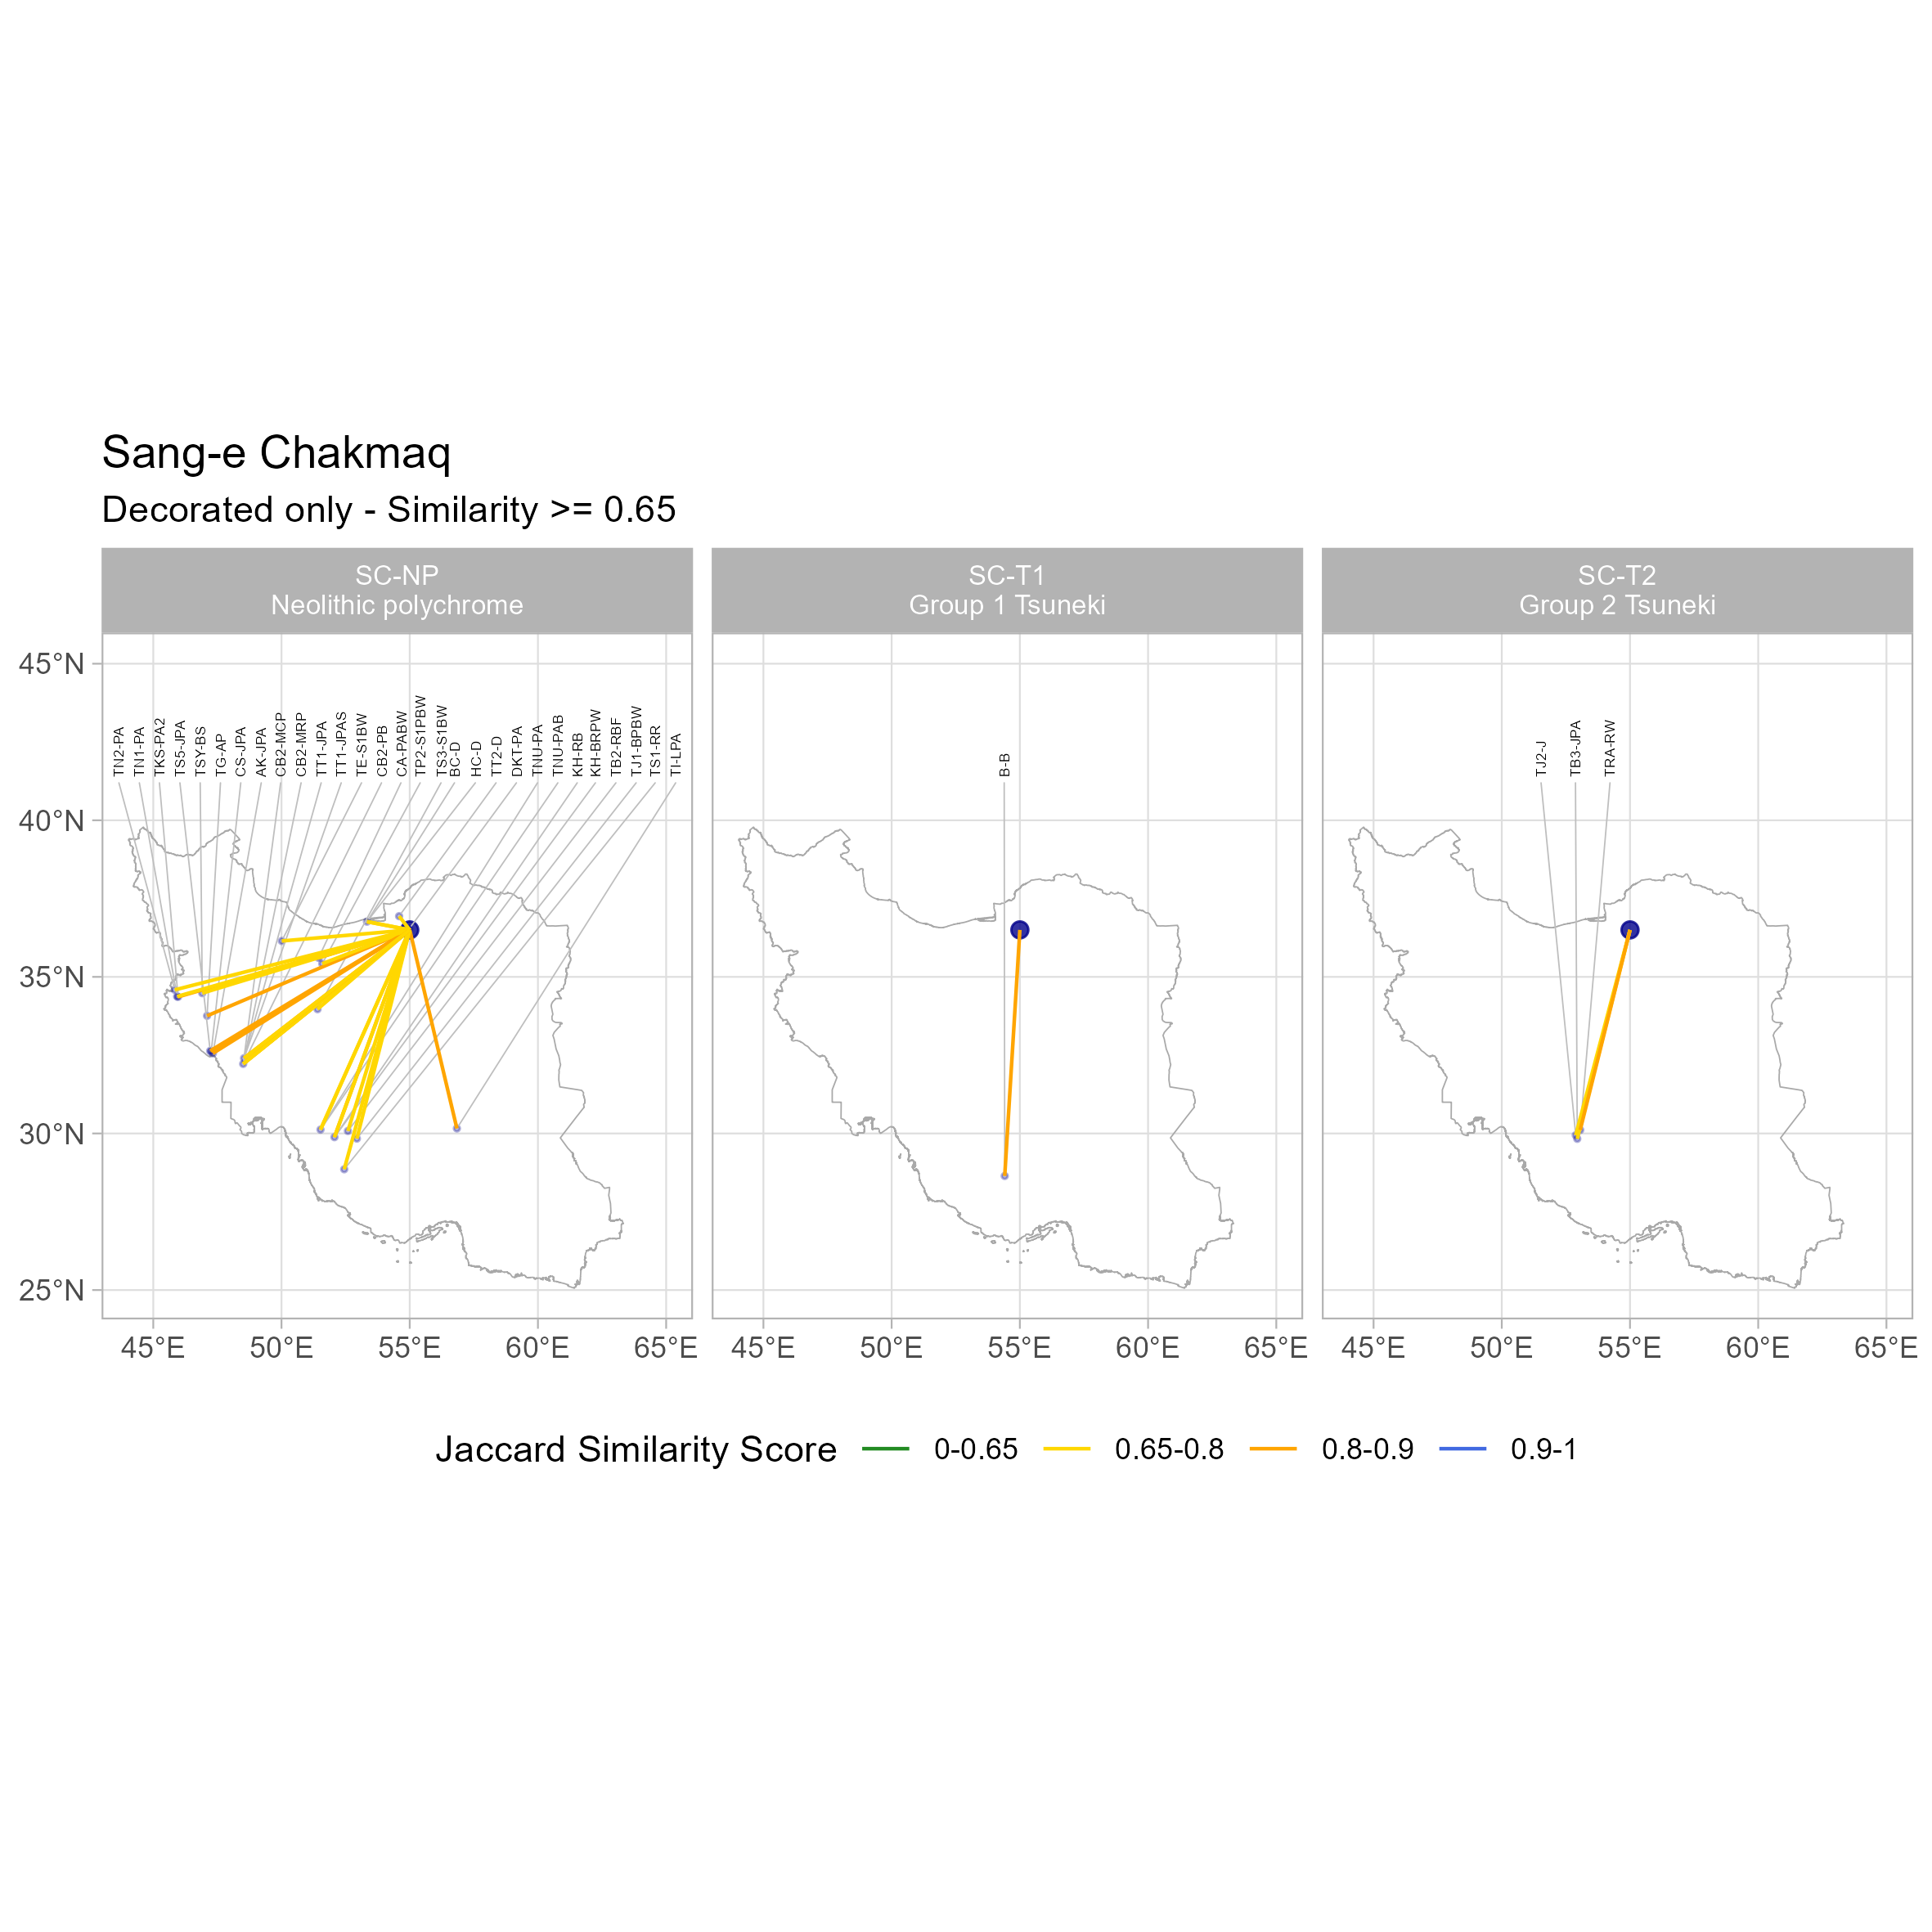 Sang-e Chakmaq
Decorated only - Similarity >= 0.65
SC-NP
Neolithic polychrome
SC-T1
Group 1 Tsuneki
SC-T2
Group 2 Tsuneki
45°N
40°N
35°N
30°N
25°N
TN2-PA
TN1-PA
TKS-PA2
TS5-JPA
TSY-BS
TG-AP
CS-JPA
AK-JPA
CB2-MCP
CB2-MRP
TT1-JPA
TT1-JPAS
TE-S1BW
CB2-PB
CA-PABW
TP2-S1PBW
TS3-S1BW
BC-D
HC-D
TT2-D
DKT-PA
TNU-PA
TNU-PAB
KH-RB
KH-BRPW
TB2-RBF
TJ1-BPBW
TS1-RR
TI-LPA
B-B
TJ2-J
TB3-JPA
TRA-RW
45°E 50°E 55°E 60°E 65°E
45°E 50°E 55°E 60°E 65°E
45°E 50°E 55°E 60°E 65°E
Jaccard Similarity Score 0-0.65 0.65-0.8 0.8-0.9 0.9-1